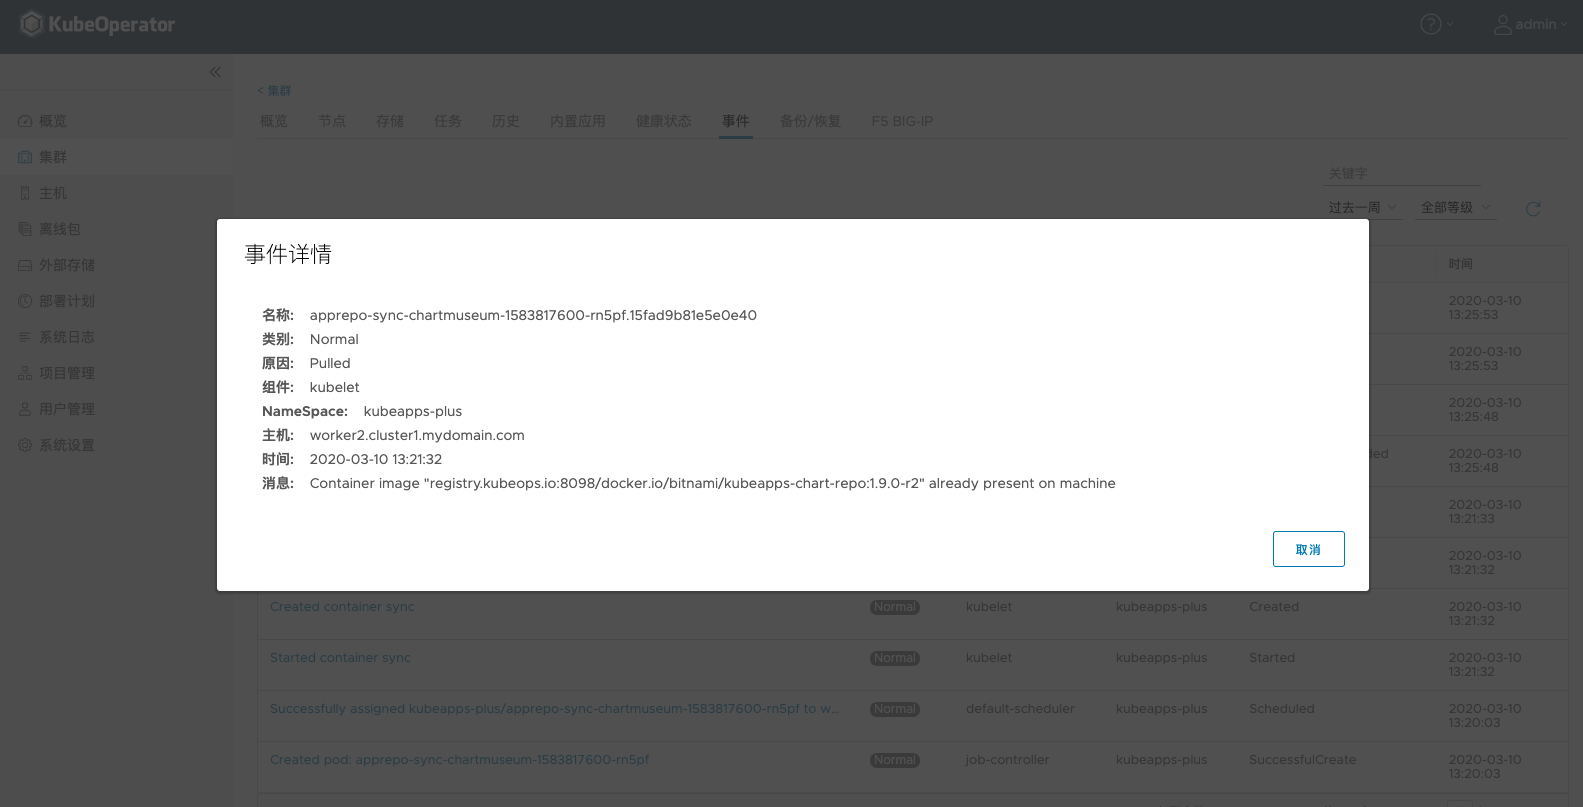 KubeOperator
admin
< 集群
概览 节点 存储 任务 历史 内置应用 健康状态 事件 备份/恢复 F5 BIG-IP
概览
集群
主机
离线包
外部存储
部署计划
系统日志
项目管理
用户管理
系统设置
关键字
过去一周 全部等级
时间
2020-03-10
13:25:53
2020-03-10
13:25:53
2020-03-10
13:25:48
2020-03-10
13:25:48
2020-03-10
13:21:33
2020-03-10
13:21:32
事件详情
名称: apprepo-sync-chartmuseum-1583817600-rn5pf.15fad9b81e5e0e40
类别: Normal
原因: Pulled
组件: kubelet
NameSpace: kubeapps-plus
主机: worker2.cluster1.mydomain.com
时间: 2020-03-10 13:21:32
消息: Container image "registry.kubeops.io:8098/docker.io/bitnami/kubeapps-chart-repo:1.9.0-r2" already present on machine
取消
Created container sync Normal kubelet kubeapps-plus Created 2020-03-10
13:21:32
Started container sync Normal kubelet kubeapps-plus Started 2020-03-10
13:21:32
Successfully assigned kubeapps-plus/apprepo-sync-chartmuseum-1583817600-rn5pf to w... Normal default-scheduler kubeapps-plus Scheduled 2020-03-10
13:20:03
Created pod: apprepo-sync-chartmuseum-1583817600-rn5pf Normal job-controller kubeapps-plus SuccessfulCreate 2020-03-10
13:20:03